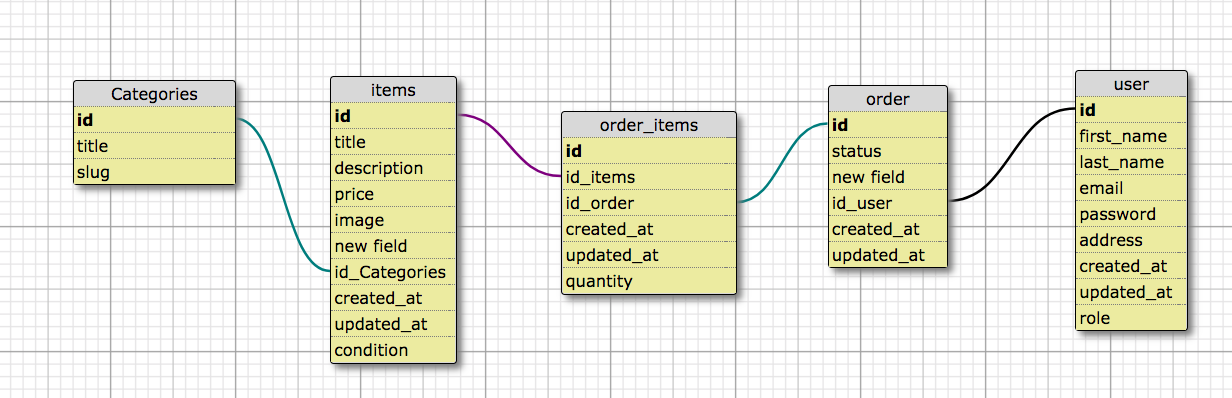 Categories
id
title
slug
items
id
title
description
price
image
new field
id_Categories
created_at
updated_at
condition
order_items
id
id_items
id_order
created_at
updated_at
quantity
order
id
status
new field
id_user
created_at
updated_at
user
id
first_name
last_name
email
password
address
created_at
updated_at
role